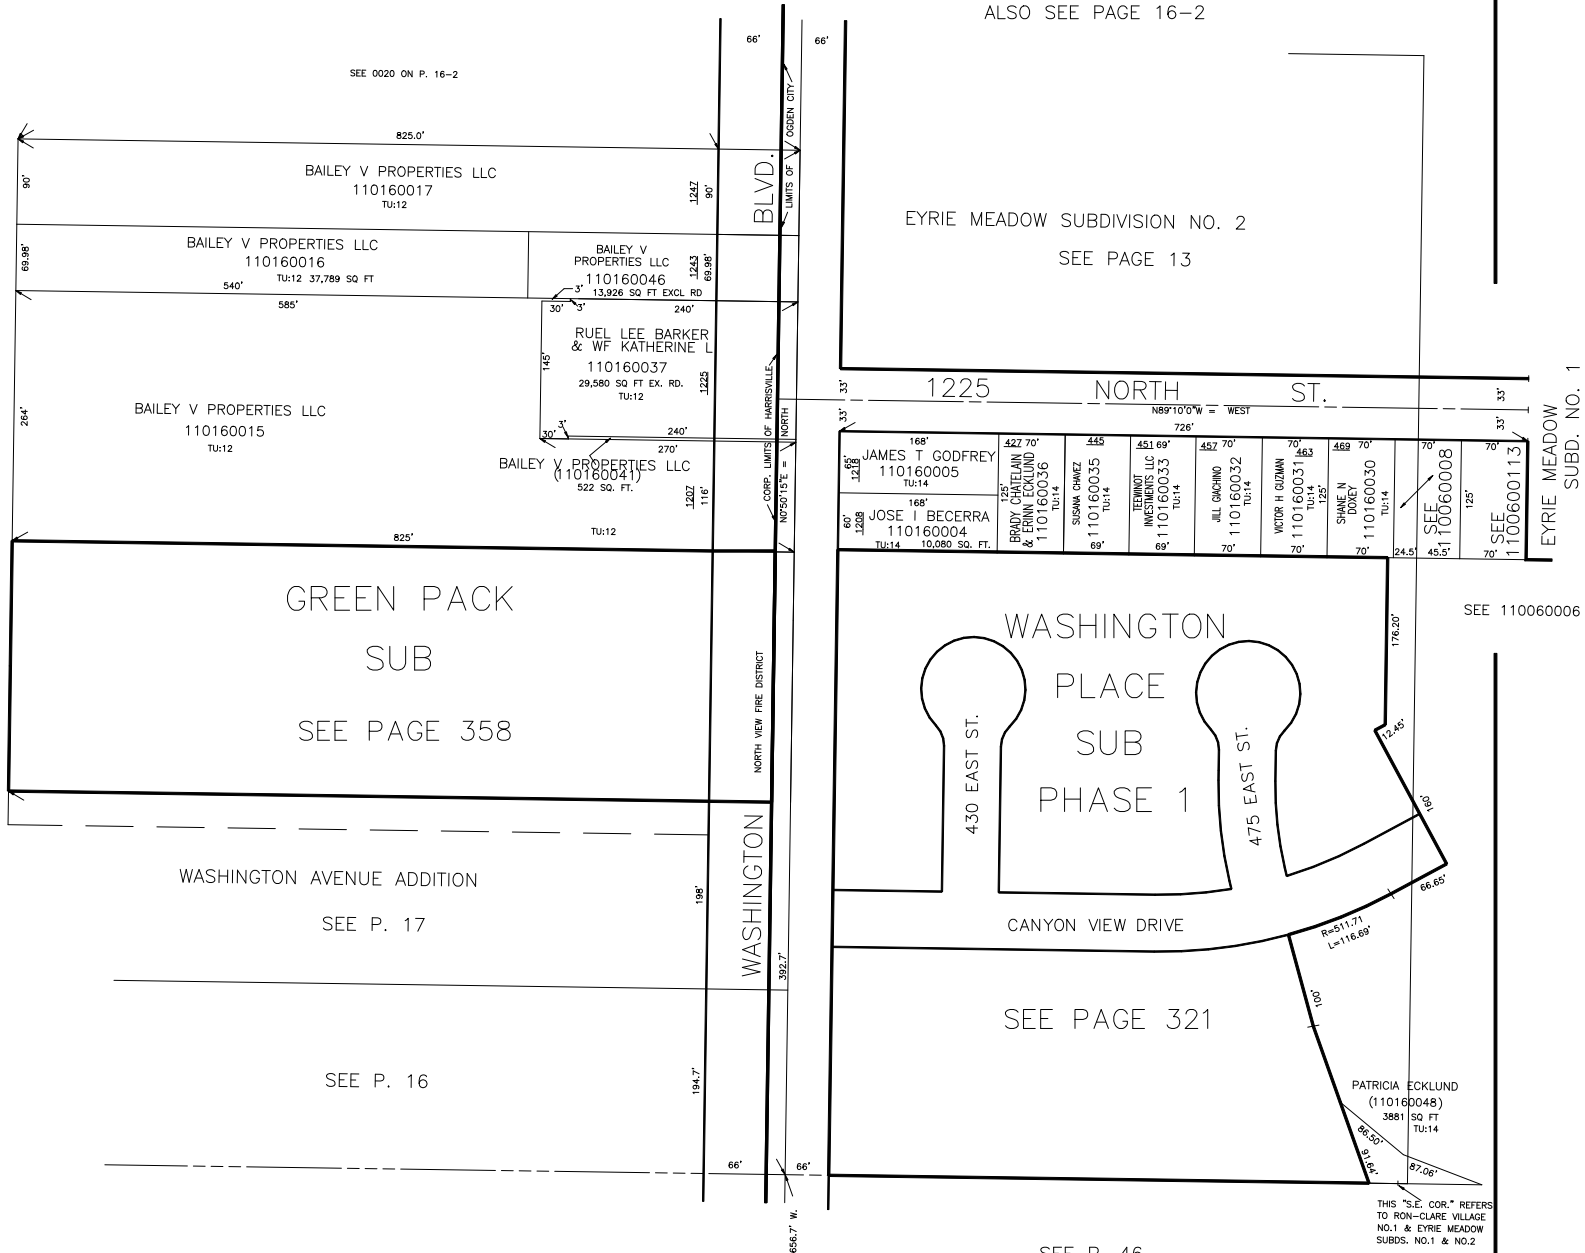 ALSO SEE PAGE 16-2
66'
66'
SEE 0020 ON P. 16-2
LIMITS OF OGDEN CITY
825.0'
BAILEY V PROPERTIES LLC
110160017
TU:12
90'
1247
90'
BLVD.
EYRIE MEADOW SUBDIVISION NO. 2
SEE PAGE 13
BAILEY V PROPERTIES LLC
110160016
TU:12 37,789 SQ FT
69.98'
540'
BAILEY V
PROPERTIES LLC
110160046
13,926 SQ FT EXCL RD
1243
69.98'
585'
3'
30'
3'
240'
RUEL LEE BARKER
& WF KATHERINE L
110160037
29,580 SQ FT EX. RD.
TU:12
145'
1225
BAILEY V PROPERTIES LLC
110160015
TU:12
264'
3'
30'
240'
270'
BAILEY V PROPERTIES LLC
(110160041)
522 SQ. FT.
1207
116'
TU:12
825'
CORP. LIMITS OF HARRISVILLE
N0°50'15"E = NORTH
33'
33'
1225 NORTH ST.
N89°10'0"W = WEST
726'
33'
33'
EYRIE MEADOW
SUBD. NO. 1
168'
JAMES T GODFREY
110160005
TU:14
65'
1218
168'
JOSE I BECERRA
110160004
TU:14 10,080 SQ. FT.
60'
1208
427 70'
125'
BRADY CHATELAIN
& ERINN ECKLUND
110160036
TU:14
445
SUSANA CHAVEZ
110160035
TU:14
69'
451 69'
TEEWINOT
INVESTMENTS LLC
110160033
TU:14
69'
457 70'
JILL GIACHINO
110160032
TU:14
70'
70'
463
VICTOR H GUZMAN
110160031
TU:14
125'
70'
469 70'
SHANE N
DOXEY
110160030
TU:14
70'
70'
SEE
110060008
24.5' 45.5'
125'
70'
SEE
1100600113
70'
SEE 110060006
GREEN PACK
SUB
SEE PAGE 358
NORTH VIEW FIRE DISTRICT
WASHINGTON
PLACE
SUB
PHASE 1
430 EAST ST.
475 EAST ST.
176.20'
12.45'
160'
66.65'
R=511.71
L=116.69'
CANYON VIEW DRIVE
WASHINGTON
WASHINGTON AVENUE ADDITION
SEE P. 17
198'
392.7'
SEE PAGE 321
100'
SEE P. 16
194.7'
PATRICIA ECKLUND
(110160048)
3881 SQ FT
TU:14
86.50'
91.64'
87.06'
66'
66'
656.7' W.
THIS "S.E. COR." REFERS
TO RON-CLARE VILLAGE
NO.1 & EYRIE MEADOW
SUBDS. NO.1 & NO.2
SEE P. 46